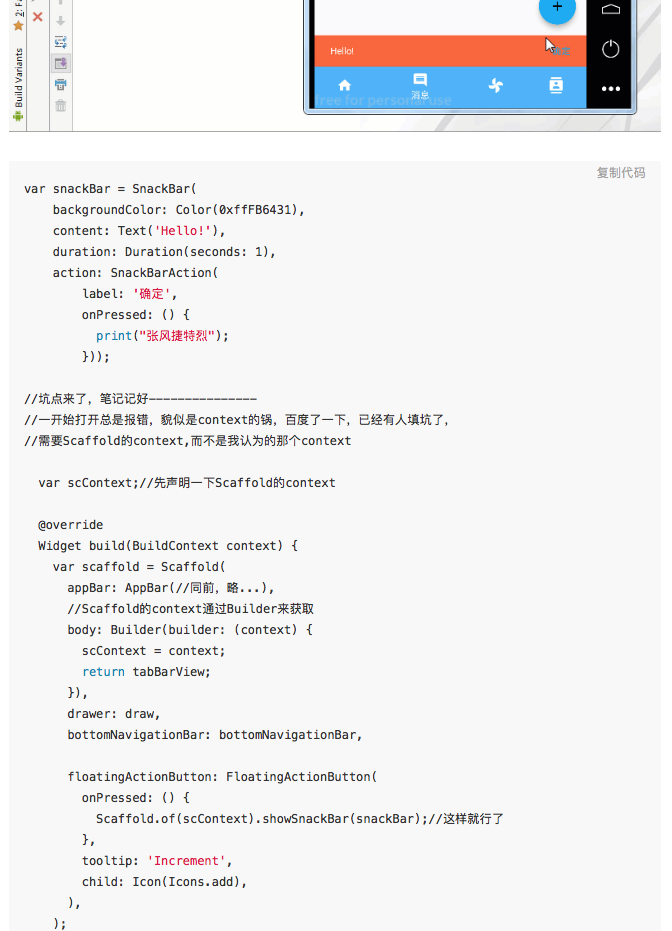 2: Fa
Build Variants
Hello!
确定
消息
free for personal use
复制代码
var snackBar = SnackBar(
    backgroundColor: Color(0xffFB6431),
    content: Text('Hello!'),
    duration: Duration(seconds: 1),
    action: SnackBarAction(
        label: '确定',
        onPressed: () {
          print("张风捷特烈");
        }));
//坑点来了，笔记记好---------------
//一开始打开总是报错，貌似是context的锅，百度了一下，已经有人填坑了，
//需要Scaffold的context,而不是我认为的那个context
  var scContext;//先声明一下Scaffold的context
  @override
  Widget build(BuildContext context) {
    var scaffold = Scaffold(
      appBar: AppBar(//同前，略...),
      //Scaffold的context通过Builder来获取
      body: Builder(builder: (context) {
        scContext = context;
        return tabBarView;
      }),
      drawer: draw,
      bottomNavigationBar: bottomNavigationBar,
      floatingActionButton: FloatingActionButton(
        onPressed: () {
          Scaffold.of(scContext).showSnackBar(snackBar);//这样就行了
        },
        tooltip: 'Increment',
        child: Icon(Icons.add),
      ),
    );